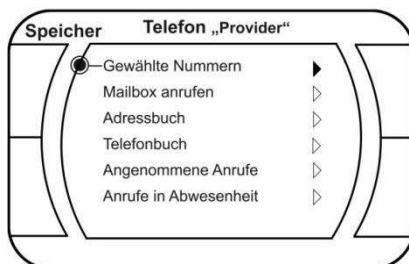 Speicher Telefon „Provider“
Gewählte Nummern
Mailbox anrufen
Adressbuch
Telefonbuch
Angenommene Anrufe
Anrufe in Abwesenheit